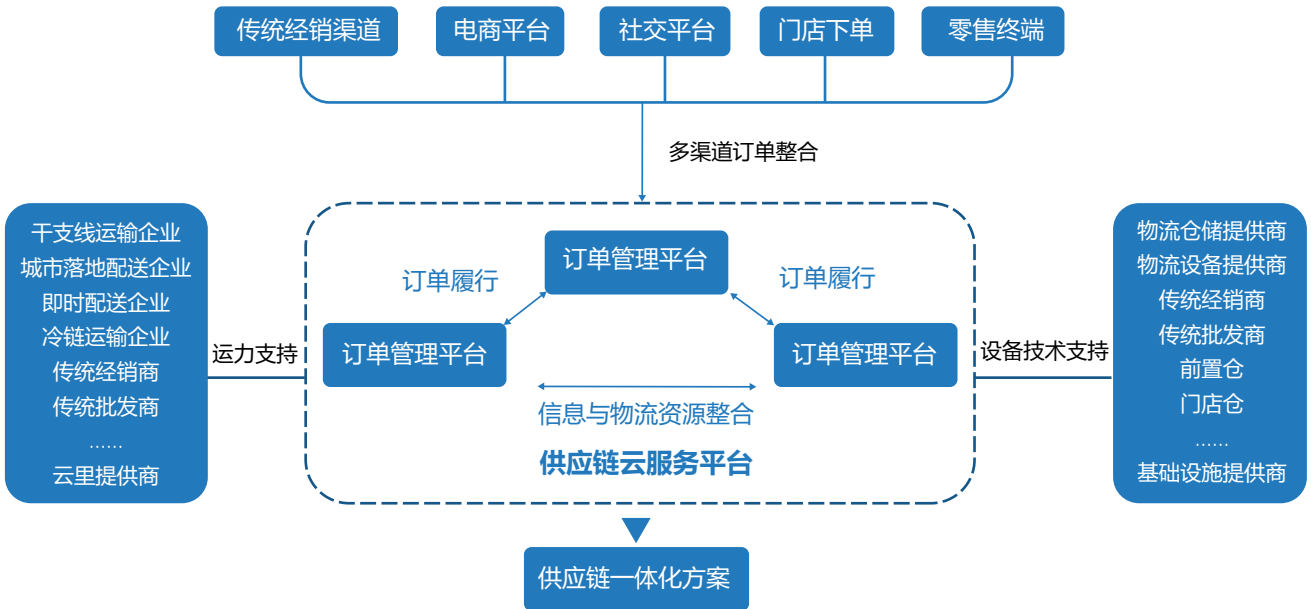 传统经销渠道
电商平台
社交平台
门店下单
零售终端
多渠道订单整合
干支线运输企业
城市落地配送企业
即时配送企业
冷链运输企业
传统经销商
传统批发商
……
云里提供商
运力支持
订单管理平台
订单履行
订单履行
订单管理平台
订单管理平台
信息与物流资源整合
供应链云服务平台
设备技术支持
物流仓储提供商
物流设备提供商
传统经销商
传统批发商
前置仓
门店仓
……
基础设施提供商
供应链一体化方案